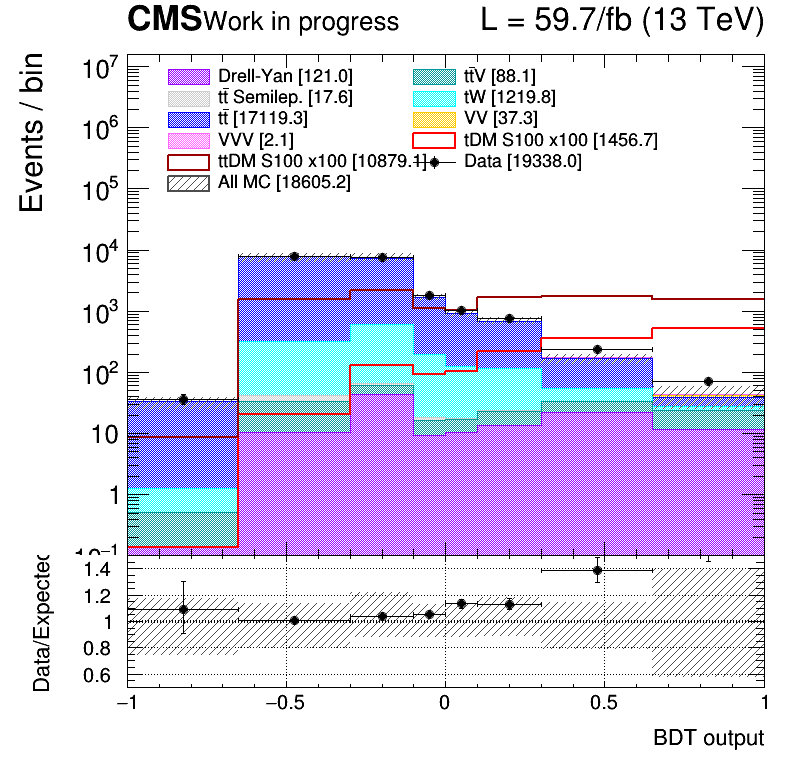 CMS Work in progress L = 59.7/fb (13 TeV)
Events / bin
10⁷
10⁶
10⁵
10⁴
10³
10²
10
1
10⁻¹
Drell-Yan [121.0]
tt̄V [88.1]
tt̄ Semilep. [17.6]
tW [1219.8]
tt̄ [17119.3]
VV [37.3]
VVV [2.1]
tDM S100 x100 [1456.7]
ttDM S100 x100 [10879.1]
Data [19338.0]
All MC [18605.2]
Data/Expected
1.4
1.2
1
0.8
0.6
−1 −0.5 0 0.5 1
BDT output